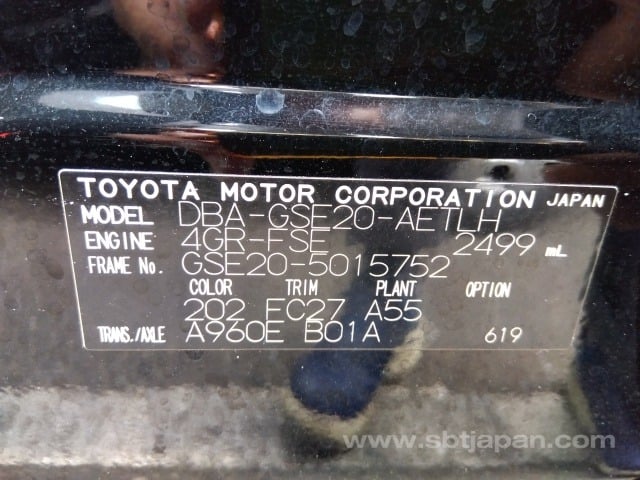 TOYOTA MOTOR CORPORATION JAPAN
MODEL DBA-GSE20-AETLH
ENGINE 4GR-FSE 2499 mL
FRAME No. GSE20-5015752
COLOR TRIM PLANT OPTION
202 FC27 A55
TRANS./AXLE A960E B01A 619
www.sbtjapan.com